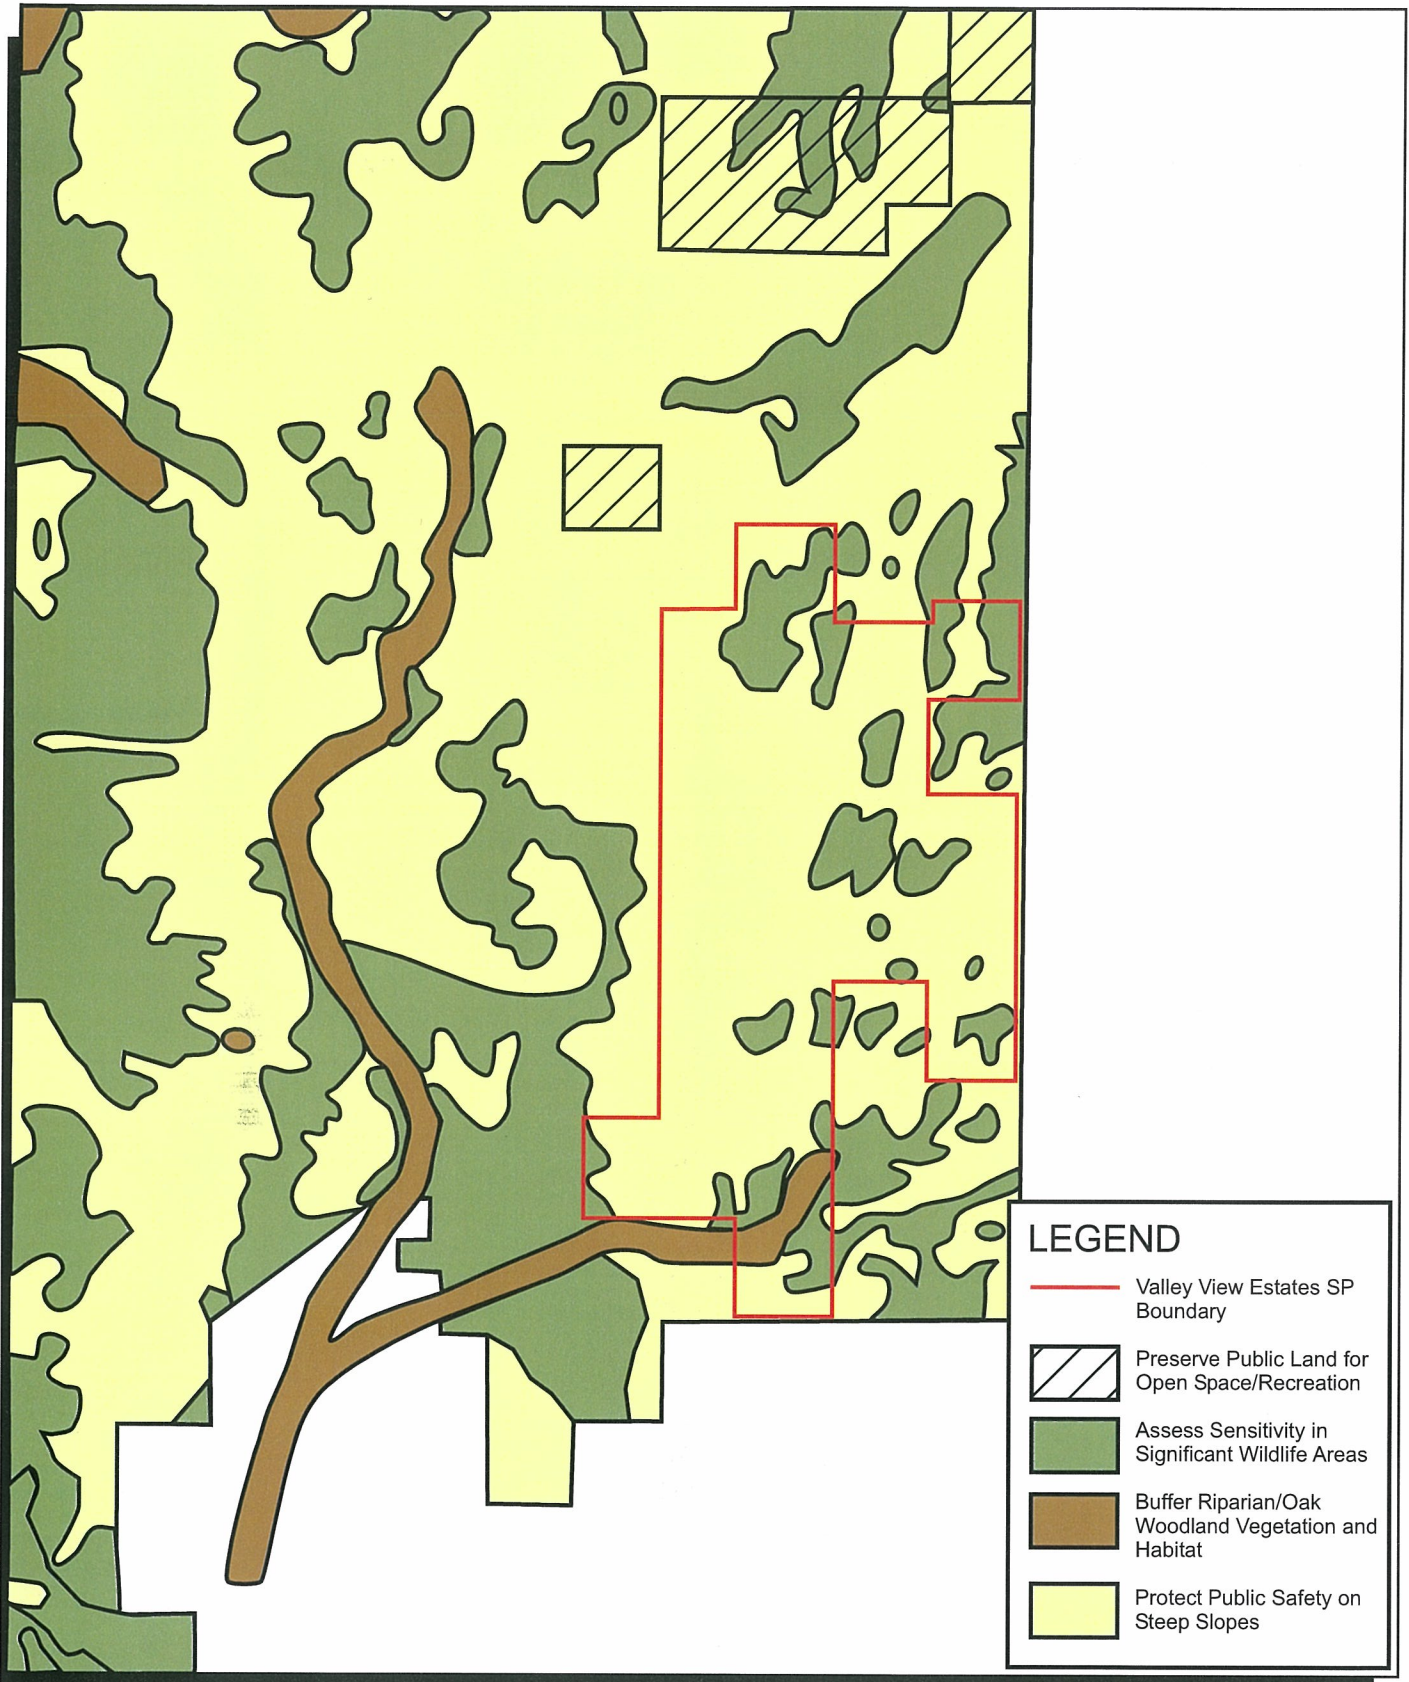 LEGEND
Valley View Estates SP
Boundary
Preserve Public Land for
Open Space/Recreation
Assess Sensitivity in
Significant Wildlife Areas
Buffer Riparian/Oak
Woodland Vegetation and
Habitat
Protect Public Safety on
Steep Slopes